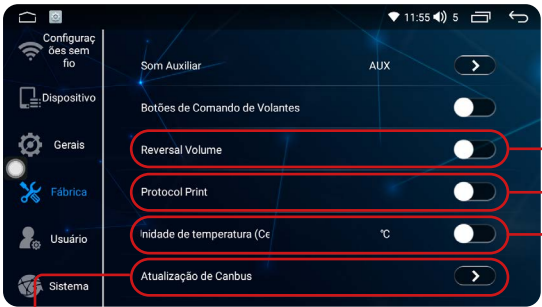 11:55 5
Configuraç
ões sem
fio
Dispositivo
Gerais
Fábrica
Usuário
Sistema
Som Auxiliar AUX
Botões de Comando de Volantes
Reversal Volume
Protocol Print
nidade de temperatura (Ce °C
Atualização de Canbus